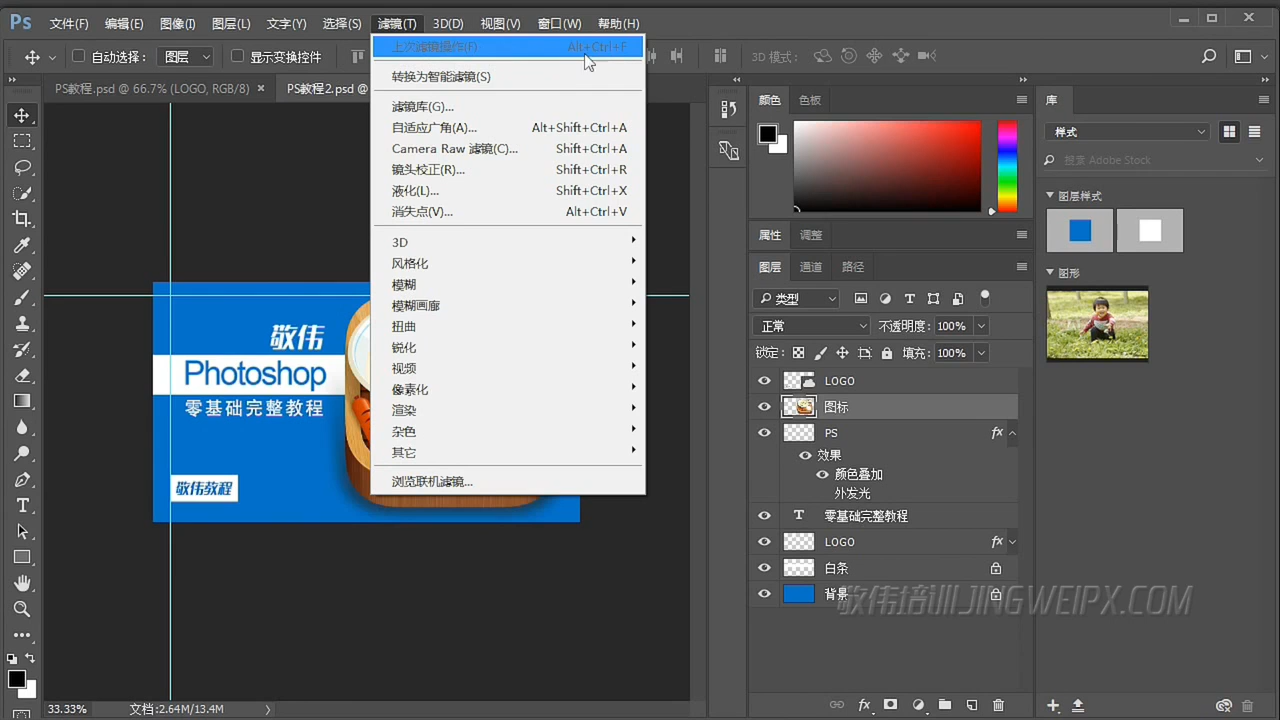 Ps 文件(F) 编辑(E) 图像(I) 图层(L) 文字(Y) 选择(S) 滤镜(T) 3D(D) 视图(V) 窗口(W) 帮助(H)
自动选择: 图层 显示变换控件 3D 模式:
PS教程.psd @ 66.7% (LOGO, RGB/8) × PS教程2.psd @
上次滤镜操作(F) Alt+Ctrl+F
转换为智能滤镜(S)
滤镜库(G)...
自适应广角(A)... Alt+Shift+Ctrl+A
Camera Raw 滤镜(C)... Shift+Ctrl+A
镜头校正(R)... Shift+Ctrl+R
液化(L)... Shift+Ctrl+X
消失点(V)... Alt+Ctrl+V
3D
风格化
模糊
模糊画廊
扭曲
锐化
视频
像素化
渲染
杂色
其它
浏览联机滤镜...
敬伟
Photoshop
零基础完整教程
敬伟教程
颜色 色板
属性 调整
图层 通道 路径
类型
正常 不透明度: 100%
锁定: 填充: 100%
LOGO
图标
PS fx
效果
颜色叠加
外发光
T 零基础完整教程
LOGO fx
白条
背景
敬伟培训JINGWEIPX.COM
fx
库
样式
搜索 Adobe Stock
图层样式
图形
33.33% 文档:2.64M/13.4M